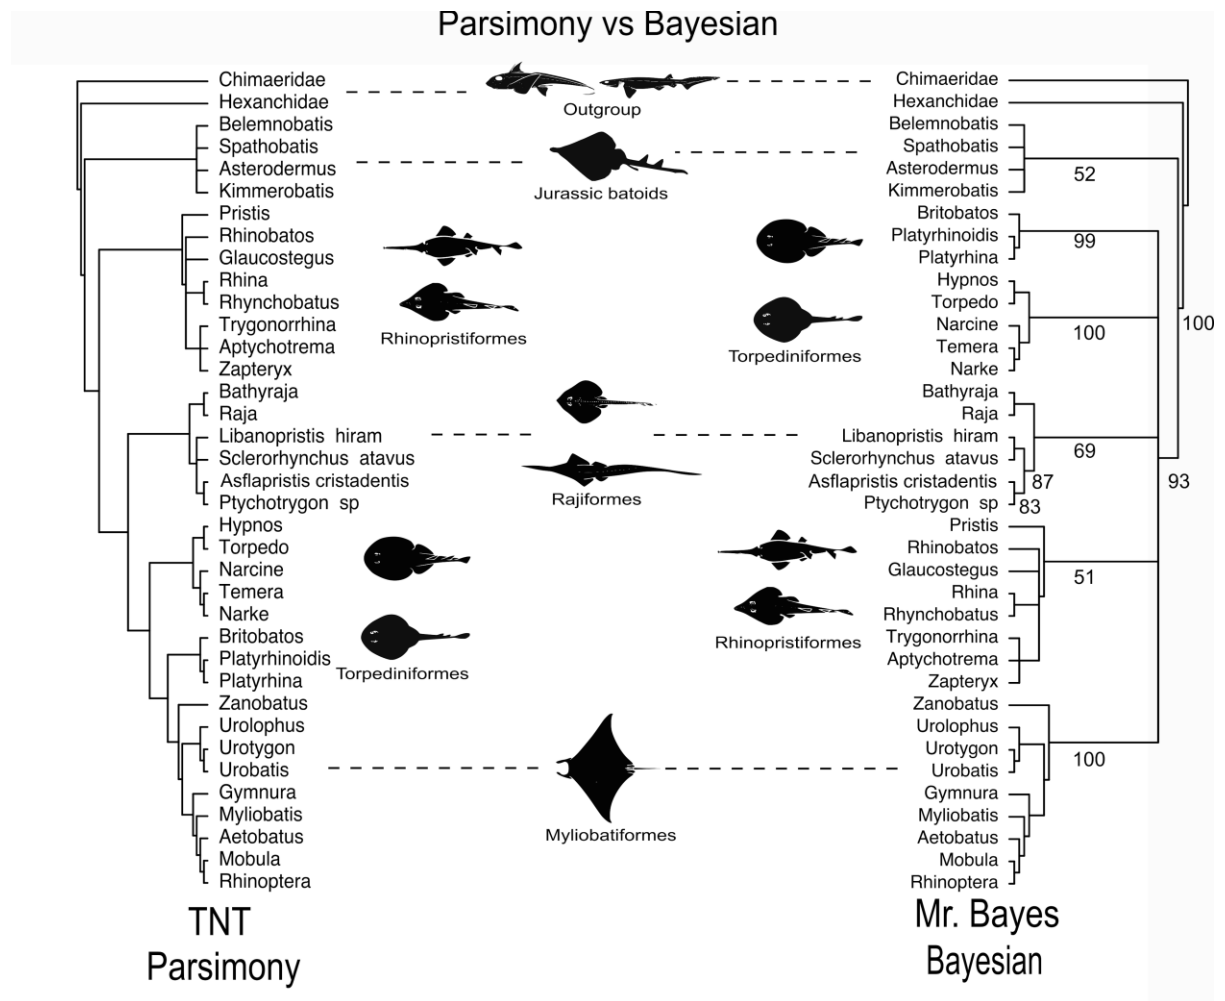 Parsimony vs Bayesian
Chimaeridae
Hexanchidae
Belemnobatis
Spathobatis
Asterodermus
Kimmerobatis
Pristis
Rhinobatos
Glaucostegus
Rhina
Rhynchobatus
Trygonorrhina
Aptychotrema
Zapteryx
Bathyraja
Raja
Libanopristis hiram
Sclerorhynchus atavus
Asflapristis cristadentis
Ptychotrygon sp
Hypnos
Torpedo
Narcine
Temera
Narke
Britobatos
Platyrhinoidis
Platyrhina
Zanobatus
Urolophus
Urotygon
Urobatis
Gymnura
Myliobatis
Aetobatus
Mobula
Rhinoptera
TNT
Parsimony
Outgroup
Jurassic batoids
Rhinopristiformes
Torpediniformes
Rajiformes
Torpediniformes
Rhinopristiformes
Myliobatiformes
Chimaeridae
Hexanchidae
Belemnobatis
Spathobatis
Asterodermus
Kimmerobatis
Britobatos
Platyrhinoidis
Platyrhina
Hypnos
Torpedo
Narcine
Temera
Narke
Bathyraja
Raja
Libanopristis hiram
Sclerorhynchus atavus
Asflapristis cristadentis
Ptychotrygon sp
Pristis
Rhinobatos
Glaucostegus
Rhina
Rhynchobatus
Trygonorrhina
Aptychotrema
Zapteryx
Zanobatus
Urolophus
Urotygon
Urobatis
Gymnura
Myliobatis
Aetobatus
Mobula
Rhinoptera
52
99
100
100
69
87
93
83
51
100
Mr. Bayes
Bayesian